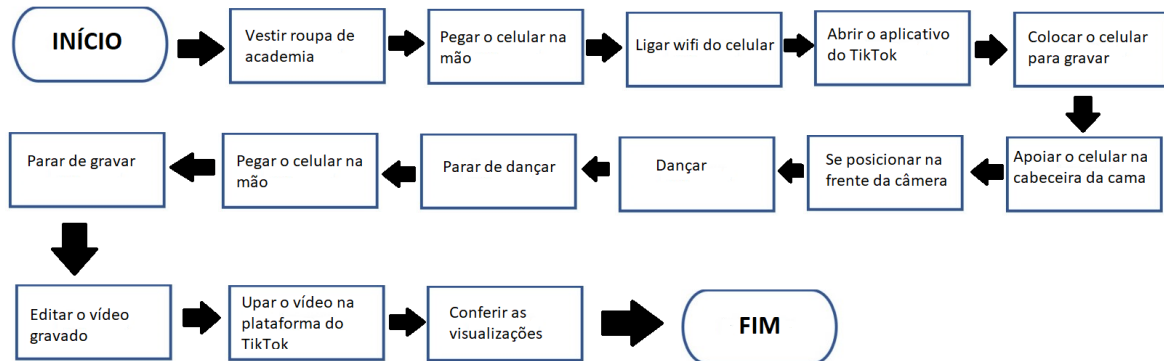 INÍCIO
Vestir roupa de
academia
Pegar o celular na
mão
Ligar wifi do celular
Abrir o aplicativo
do TikTok
Colocar o celular
para gravar
Apoiar o celular na
cabeceira da cama
Se posicionar na
frente da câmera
Dançar
Parar de dançar
Pegar o celular na
mão
Parar de gravar
Editar o vídeo
gravado
Upar o vídeo na
plataforma do
TikTok
Conferir as
visualizações
FIM